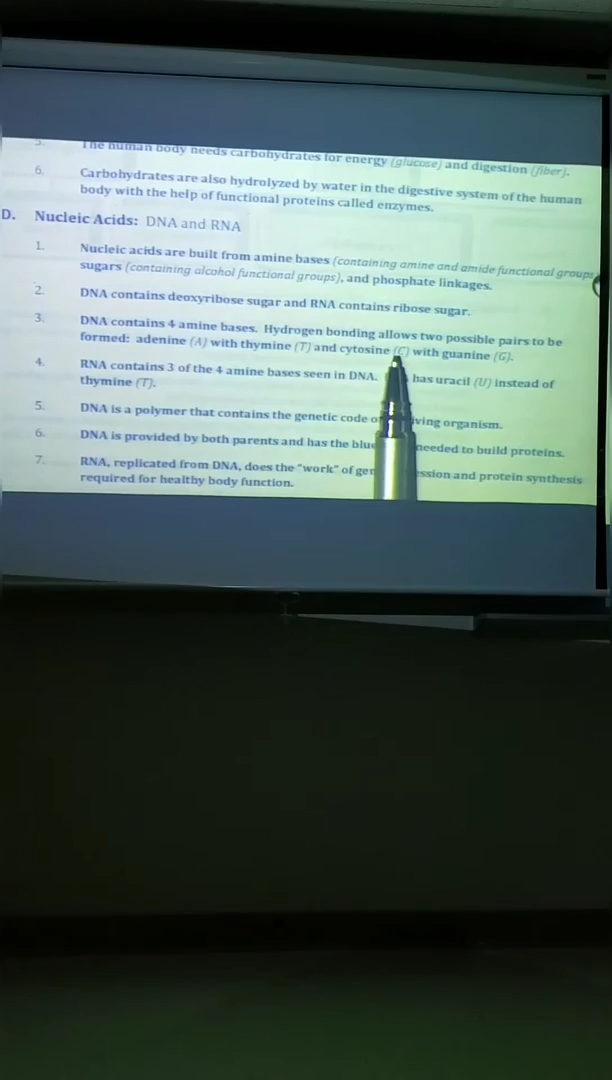 The human body needs carbohydrates for energy (glucose) and digestion (fiber).
6. Carbohydrates are also hydrolyzed by water in the digestive system of the human
body with the help of functional proteins called enzymes.
D. Nucleic Acids: DNA and RNA
1. Nucleic acids are built from amine bases (containing amine and amide functional groups
sugars (containing alcohol functional groups), and phosphate linkages.
2. DNA contains deoxyribose sugar and RNA contains ribose sugar.
3. DNA contains 4 amine bases. Hydrogen bonding allows two possible pairs to be
formed: adenine (A) with thymine (T) and cytosine (C) with guanine (G).
4. RNA contains 3 of the 4 amine bases seen in DNA. has uracil (U) instead of
thymine (T).
5. DNA is a polymer that contains the genetic code organism.
6. DNA is provided by both parents and has the needed to build proteins.
7. RNA, replicated from DNA, does the "work" of and protein synthesis
required for healthy body function.